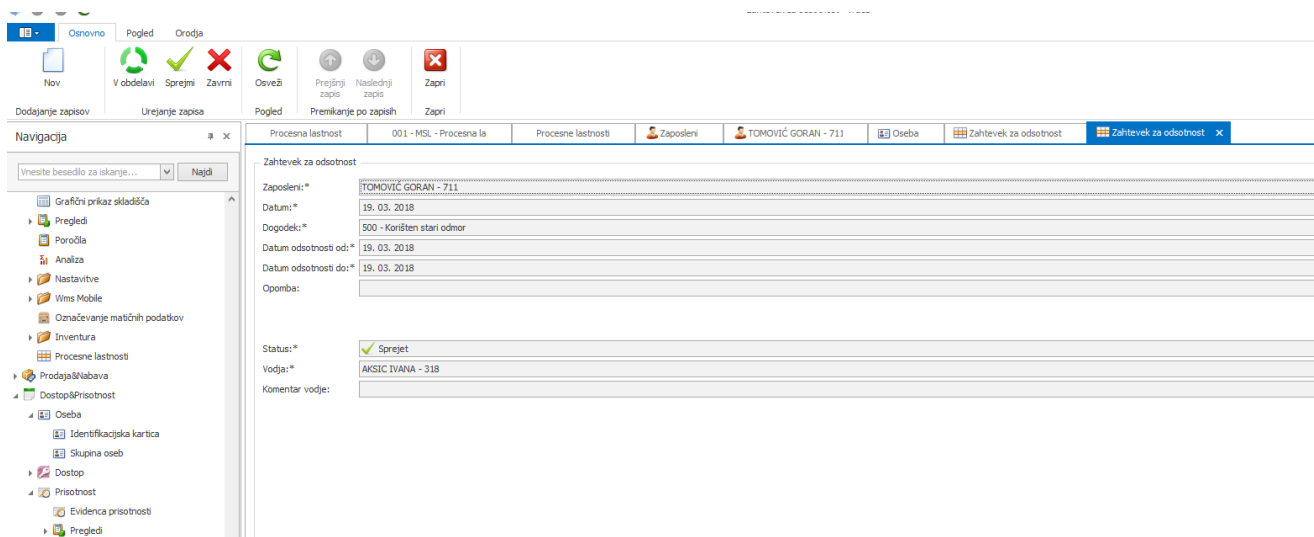 Osnovno Pogled Orodja
Nov V obdelavi Sprejmi Zavrni Osveži Prejšnji zapis Naslednji zapis Zapri
Dodajanje zapisov Urejanje zapisa Pogled Premikanje po zapisih Zapri
Navigacija
Procesna lastnost 001 - MSL - Procesna la Procesne lastnosti Zaposleni TOMOVIĆ GORAN - 711 Oseba Zahtevek za odsotnost Zahtevek za odsotnost
Vnesite besedilo za iskanje... Najdi
Grafični prikaz skladišča
Pregledi
Poročila
Analiza
Nastavitve
Wms Mobile
Označevanje matičnih podatkov
Inventura
Procesne lastnosti
Prodaja&Nabava
Dostop&Prisotnost
Oseba
Identifikacijska kartica
Skupina oseb
Dostop
Prisotnost
Evidenca prisotnosti
Pregledi
Zahtevek za odsotnost
Zaposleni:* TOMOVIĆ GORAN - 711
Datum:* 19. 03. 2018
Dogodek:* 500 - Korišten stari odmor
Datum odsotnosti od:* 19. 03. 2018
Datum odsotnosti do:* 19. 03. 2018
Opomba:
Status:* Sprejet
Vodja:* AKSIC IVANA - 318
Komentar vodje: